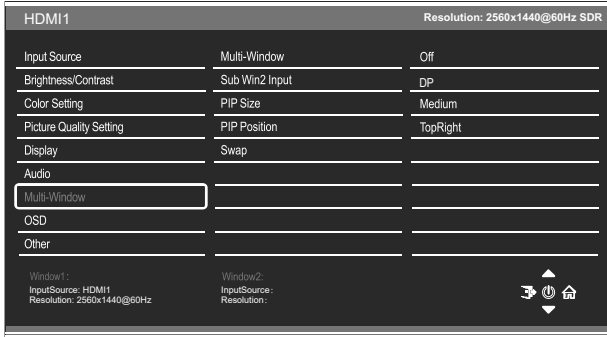 HDMI1 Resolution: 2560x1440@60Hz SDR
Input Source Multi-Window Off
Brightness/Contrast Sub Win2 Input DP
Color Setting PIP Size Medium
Picture Quality Setting PIP Position TopRight
Display Swap
Audio
Multi-Window
OSD
Other
Window1: Window2:
InputSource: HDMI1 InputSource:
Resolution: 2560x1440@60Hz Resolution: